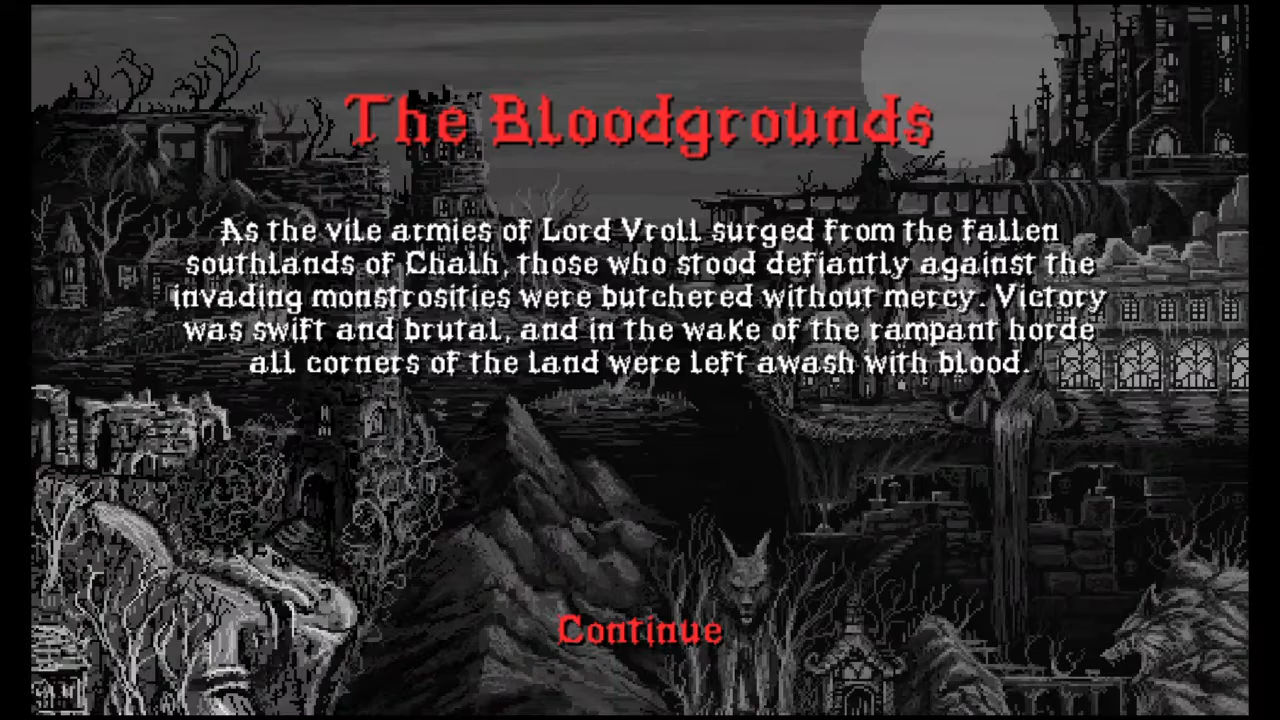 The Bloodgrounds
As the vile armies of Lord Vroll surged from the fallen
southlands of Chalh, those who stood defiantly against the
invading monstrosities were butchered without mercy. Victory
was swift and brutal, and in the wake of the rampant horde
all corners of the land were left awash with blood.
Continue